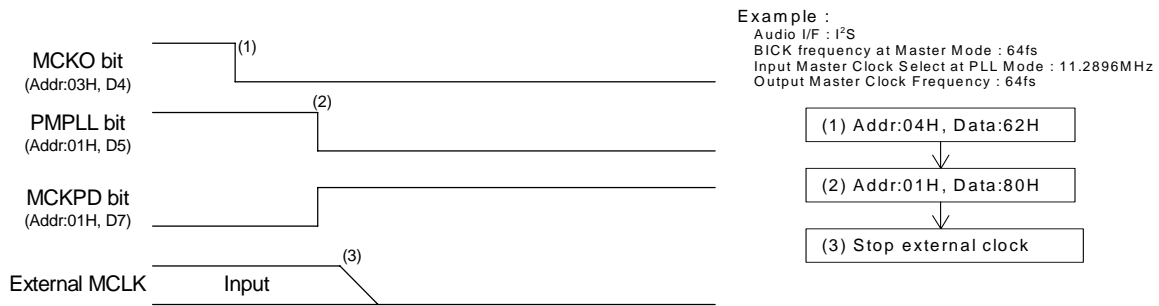 MCKO bit
(Addr:03H, D4)
(1)
PMPLL bit
(Addr:01H, D5)
(2)
MCKPD bit
(Addr:01H, D7)
External MCLK
Input
(3)
Example :
Audio I/F : I²S
BICK frequency at Master Mode : 64fs
Input Master Clock Select at PLL Mode : 11.2896MHz
Output Master Clock Frequency : 64fs
(1) Addr:04H, Data:62H
(2) Addr:01H, Data:80H
(3) Stop external clock